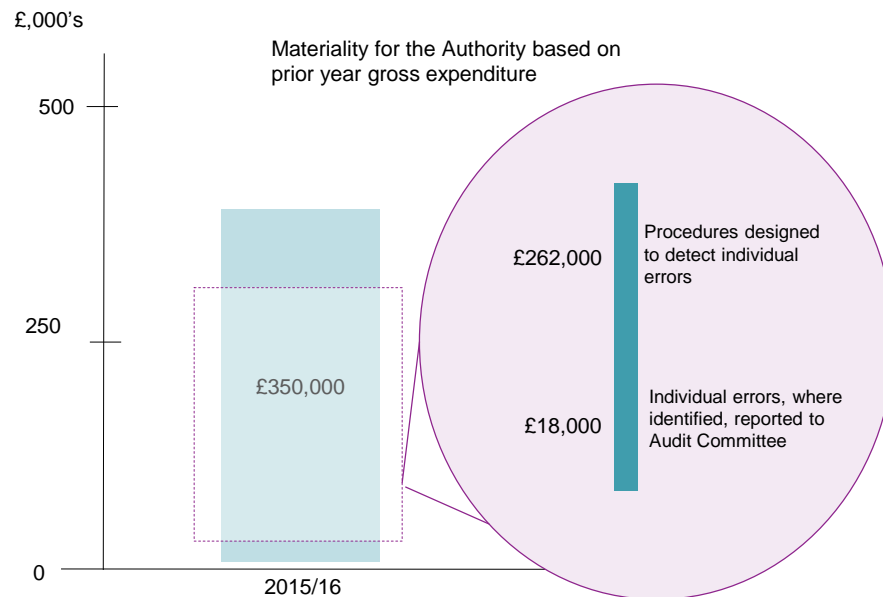 £,000's
Materiality for the Authority based on
prior year gross expenditure
500
Procedures designed
to detect individual
errors
£262,000
250
£350,000
Individual errors, where
identified, reported to
Audit Committee
£18,000
0
2015/16